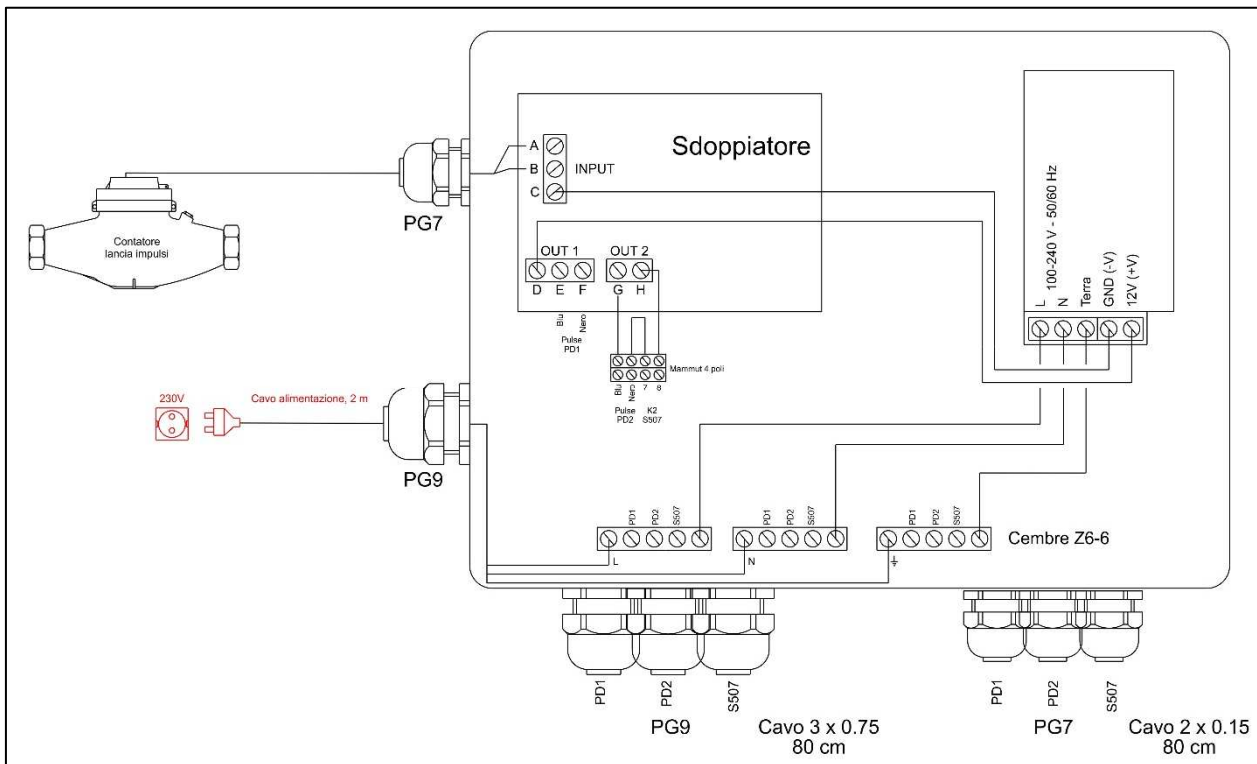 Sdoppiatore
A
B
C
INPUT
PG7
Contatore
lancia impulsi
OUT 1
OUT 2
D
E
F
G
H
Blu
Nero
Pulse
PD1
Mammut 4 poli
Blu
Nero
7
8
Pulse
PD2
K2
S507
L
100-240 V - 50/60 Hz
N
Terra
GND (-V)
12V (+V)
230V
Cavo alimentazione, 2 m
PG9
PD1
PD2
S507
L
PD1
PD2
S507
N
PD1
PD2
S507
Cembre Z6-6
PD1
PD2
S507
PG9
Cavo 3 x 0.75
80 cm
PD1
PD2
S507
PG7
Cavo 2 x 0.15
80 cm